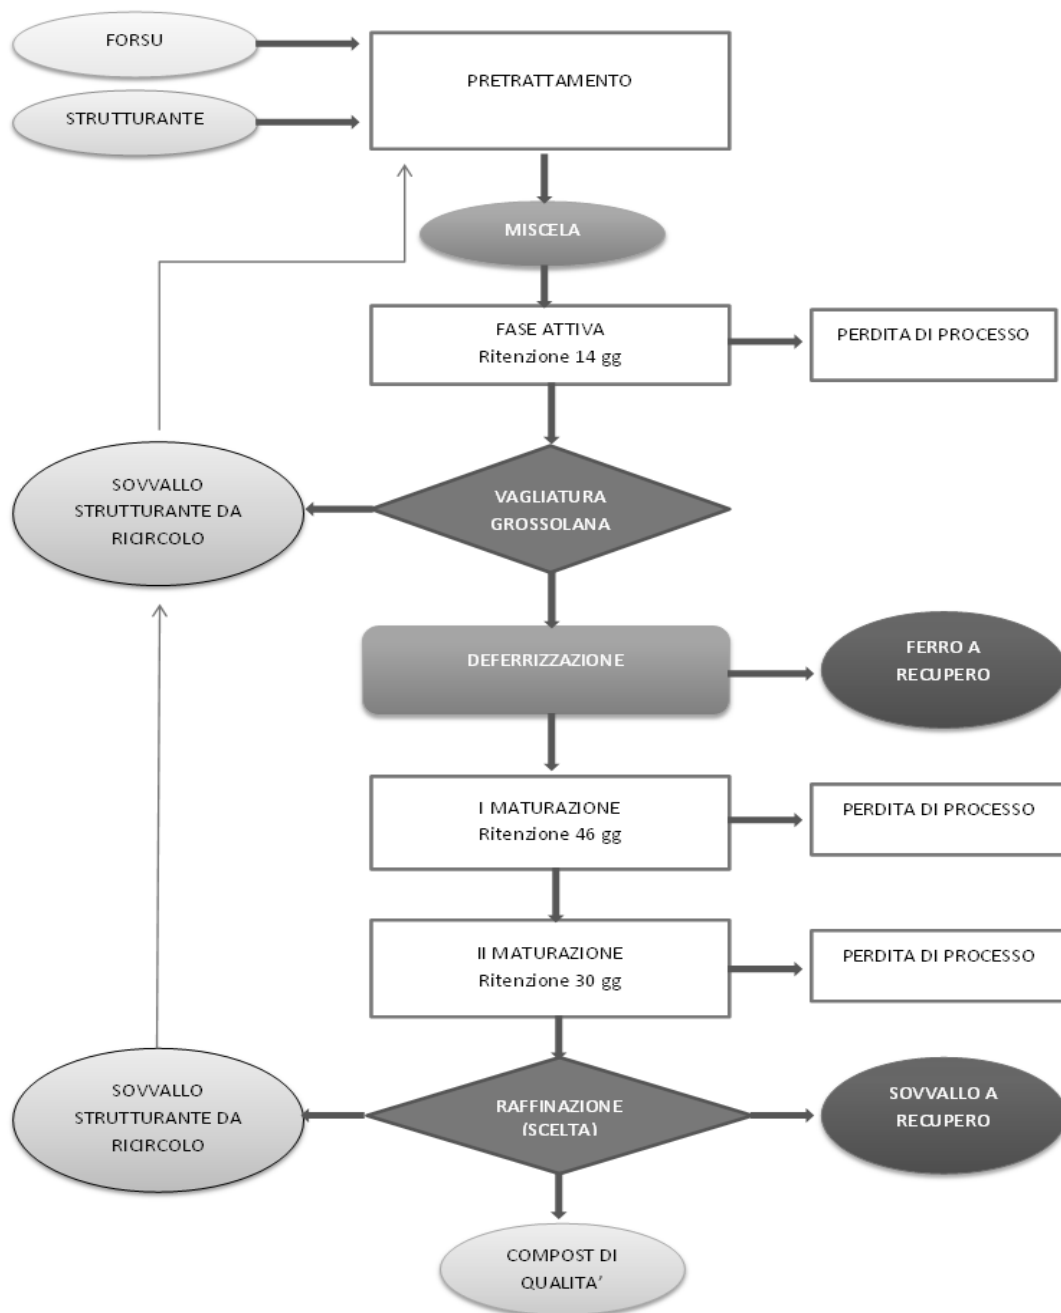 FORSU
STRUTTURANTE
PRETRATTAMENTO
MISCELA
FASE ATTIVA
Ritenzione 14 gg
PERDITA DI PROCESSO
VAGLIATURA
GROSSOLANA
SOVVALLO
STRUTTURANTE DA
RICIRCOLO
DEFERRIZZAZIONE
FERRO A
RECUPERO
I MATURAZIONE
Ritenzione 46 gg
PERDITA DI PROCESSO
II MATURAZIONE
Ritenzione 30 gg
PERDITA DI PROCESSO
SOVVALLO
STRUTTURANTE DA
RICIRCOLO
RAFFINAZIONE
(SCELTA)
SOVVALLO A
RECUPERO
COMPOST DI
QUALITA’